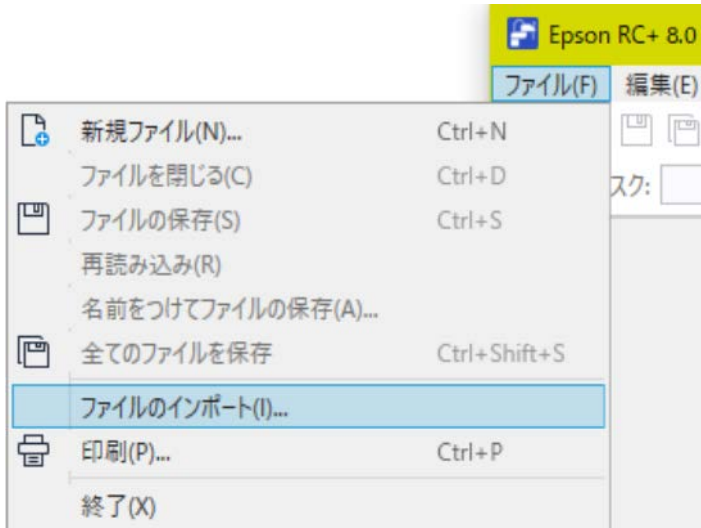 Epson RC+ 8.0
ファイル(F) 編集(E)
新規ファイル(N)... Ctrl+N
ファイルを閉じる(C) Ctrl+D
スク:
ファイルの保存(S) Ctrl+S
再読み込み(R)
名前をつけてファイルの保存(A)...
全てのファイルを保存 Ctrl+Shift+S
ファイルのインポート(I)...
印刷(P)... Ctrl+P
終了(X)